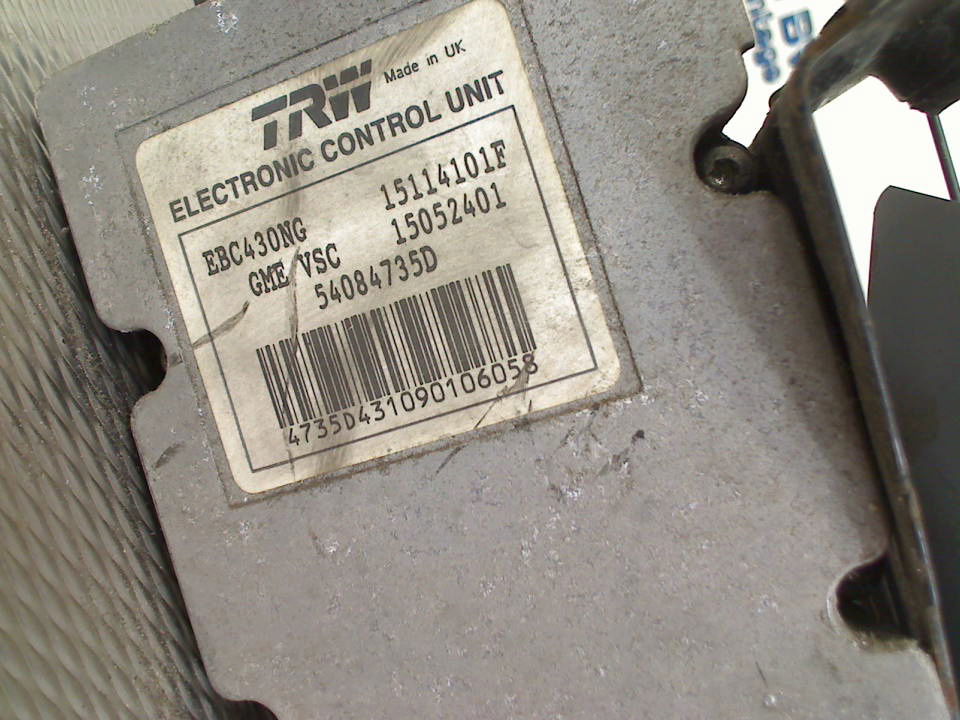 TRW Made in UK
ELECTRONIC CONTROL UNIT
EBC430NG 15114101F
GME VSC 15052401
54084735D
4735D431090106058